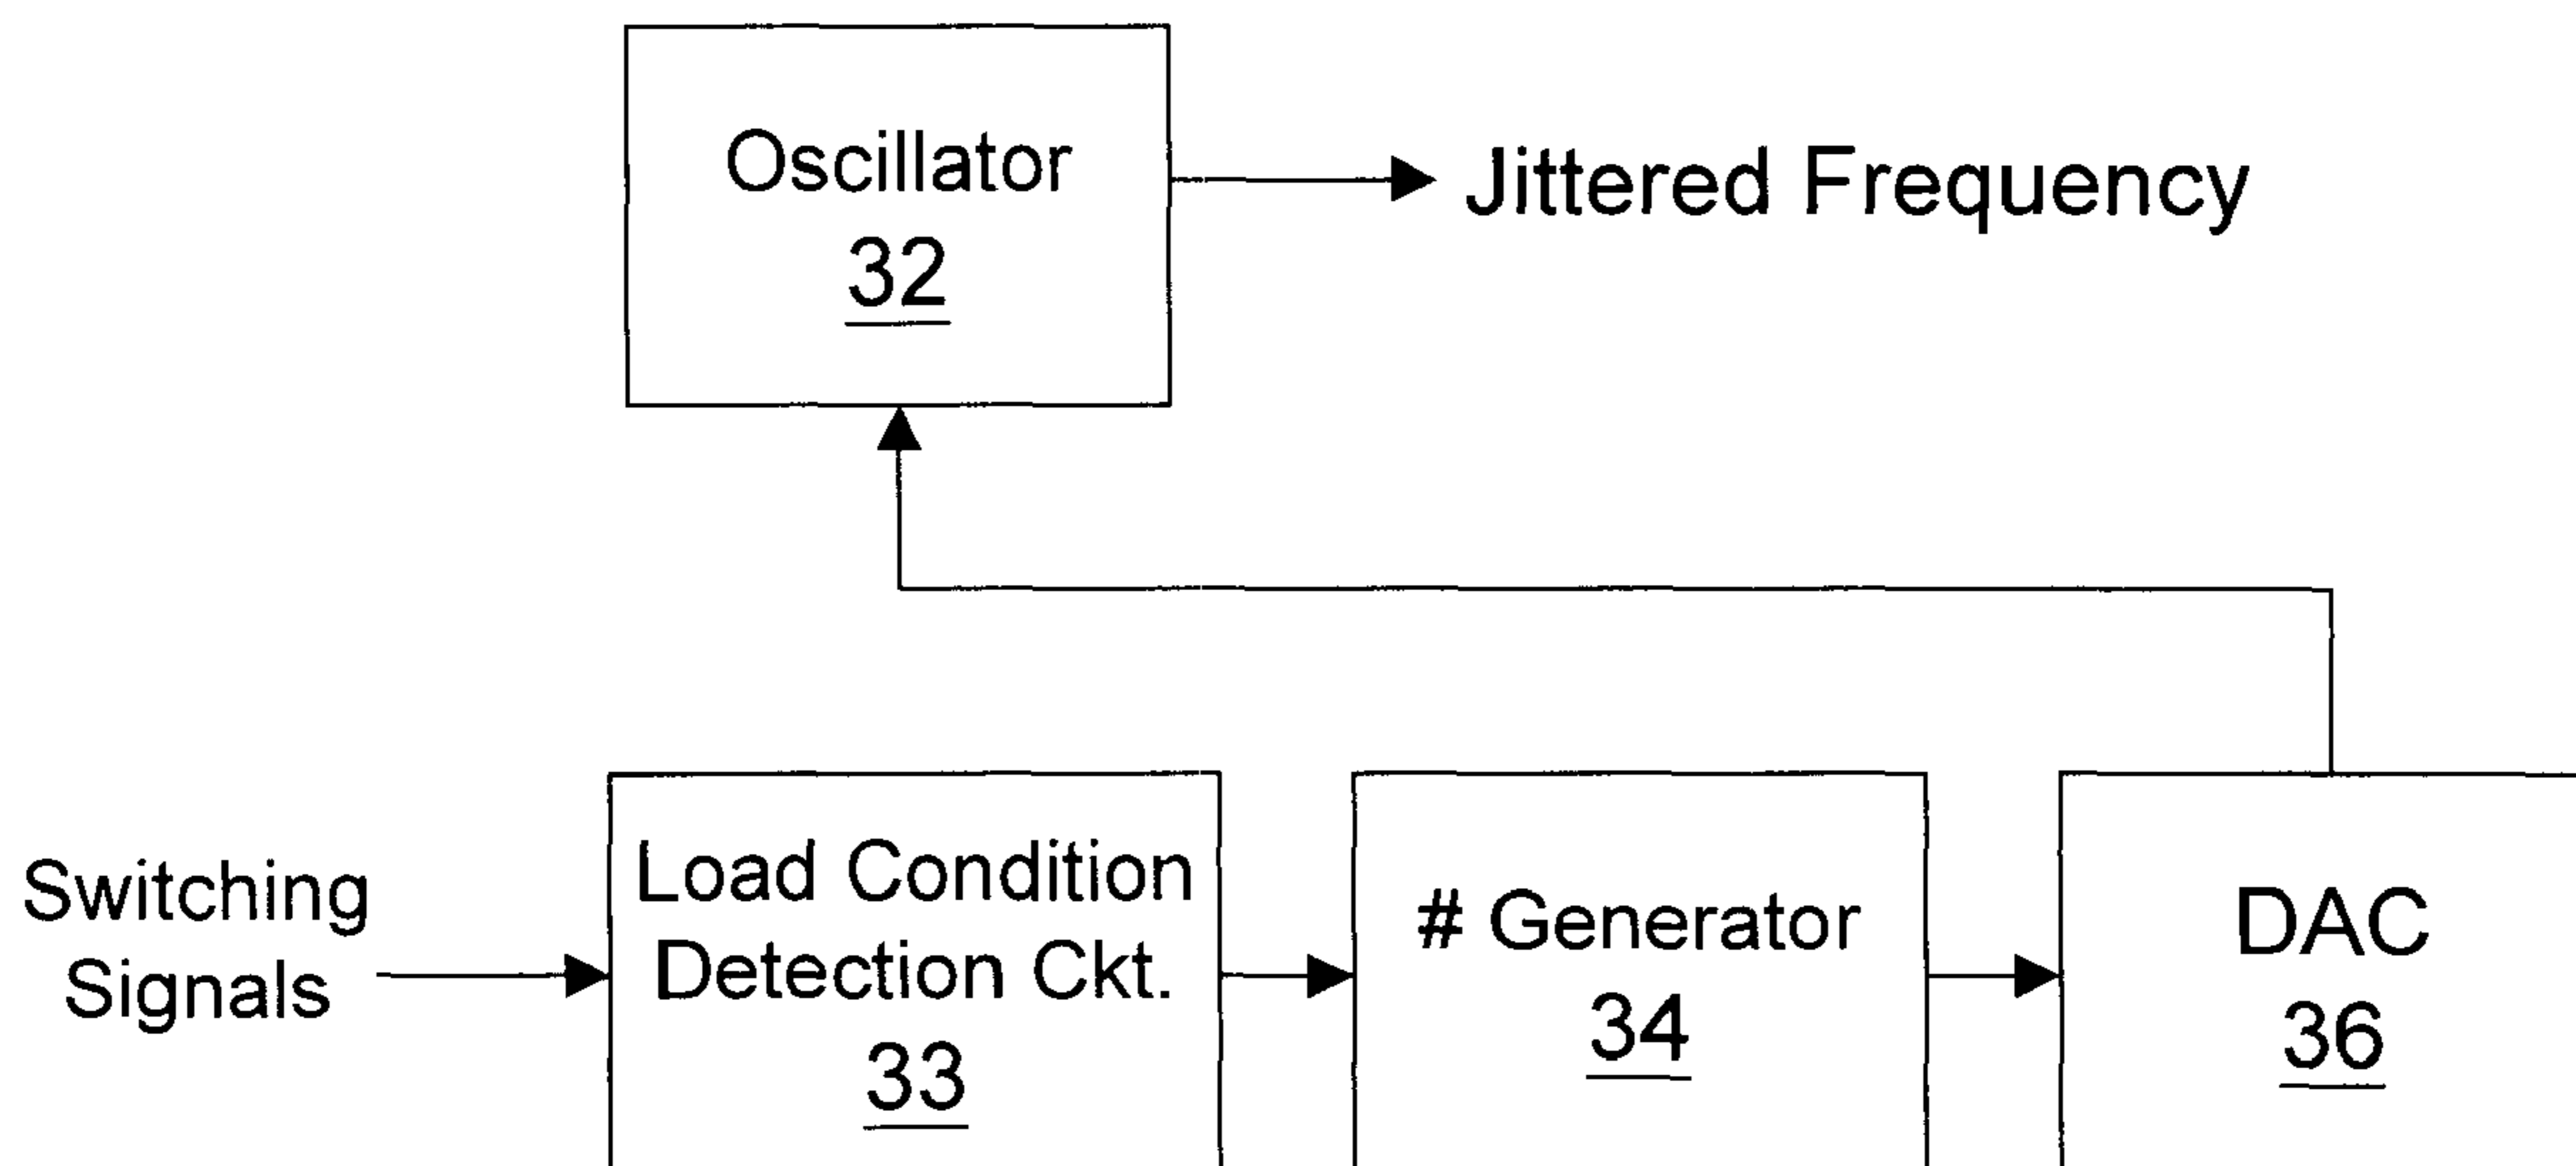 Oscillator
32
Jittered Frequency
Switching
Signals
Load Condition
Detection Ckt.
33
# Generator
34
DAC
36